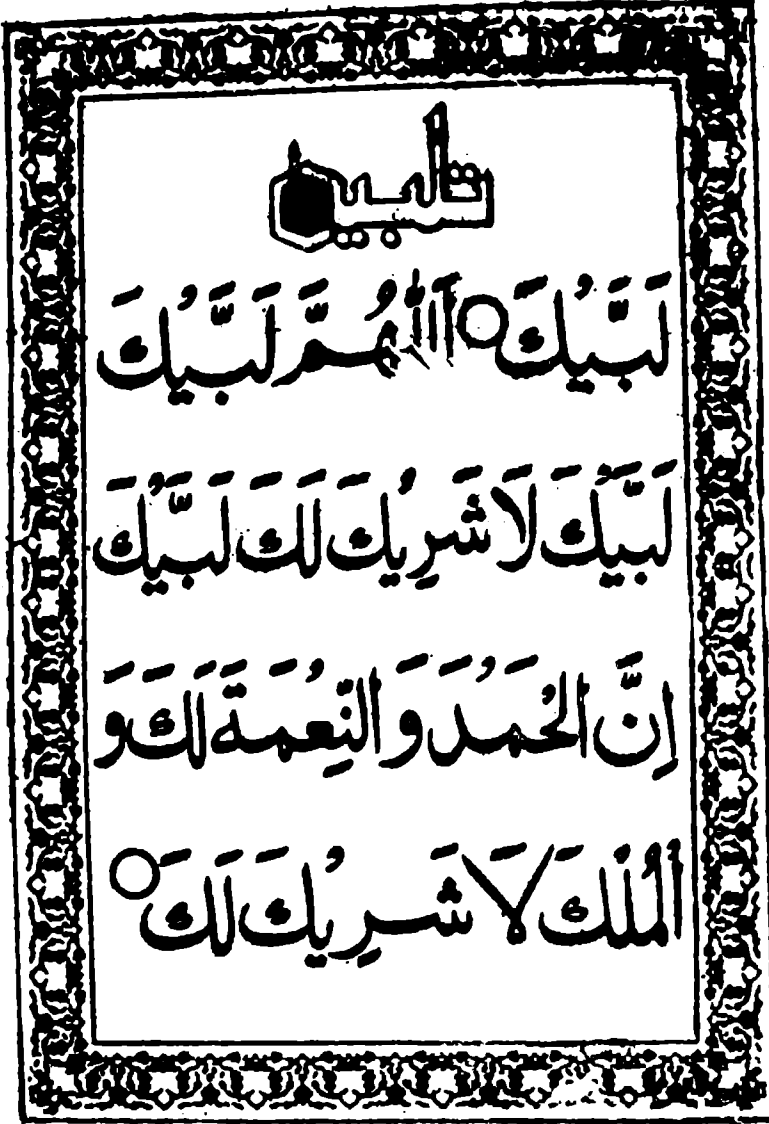 تلبیہ
لَبَّيْكَ ○ اَللّٰهُمَّ لَبَّيْكَ
لَبَّيْكَ لَا شَرِيْكَ لَكَ لَبَّيْكَ
اِنَّ الْحَمْدَ وَالنِّعْمَةَ لَكَ وَ
الْمُلْكَ لَا شَرِيْكَ لَكَ ○